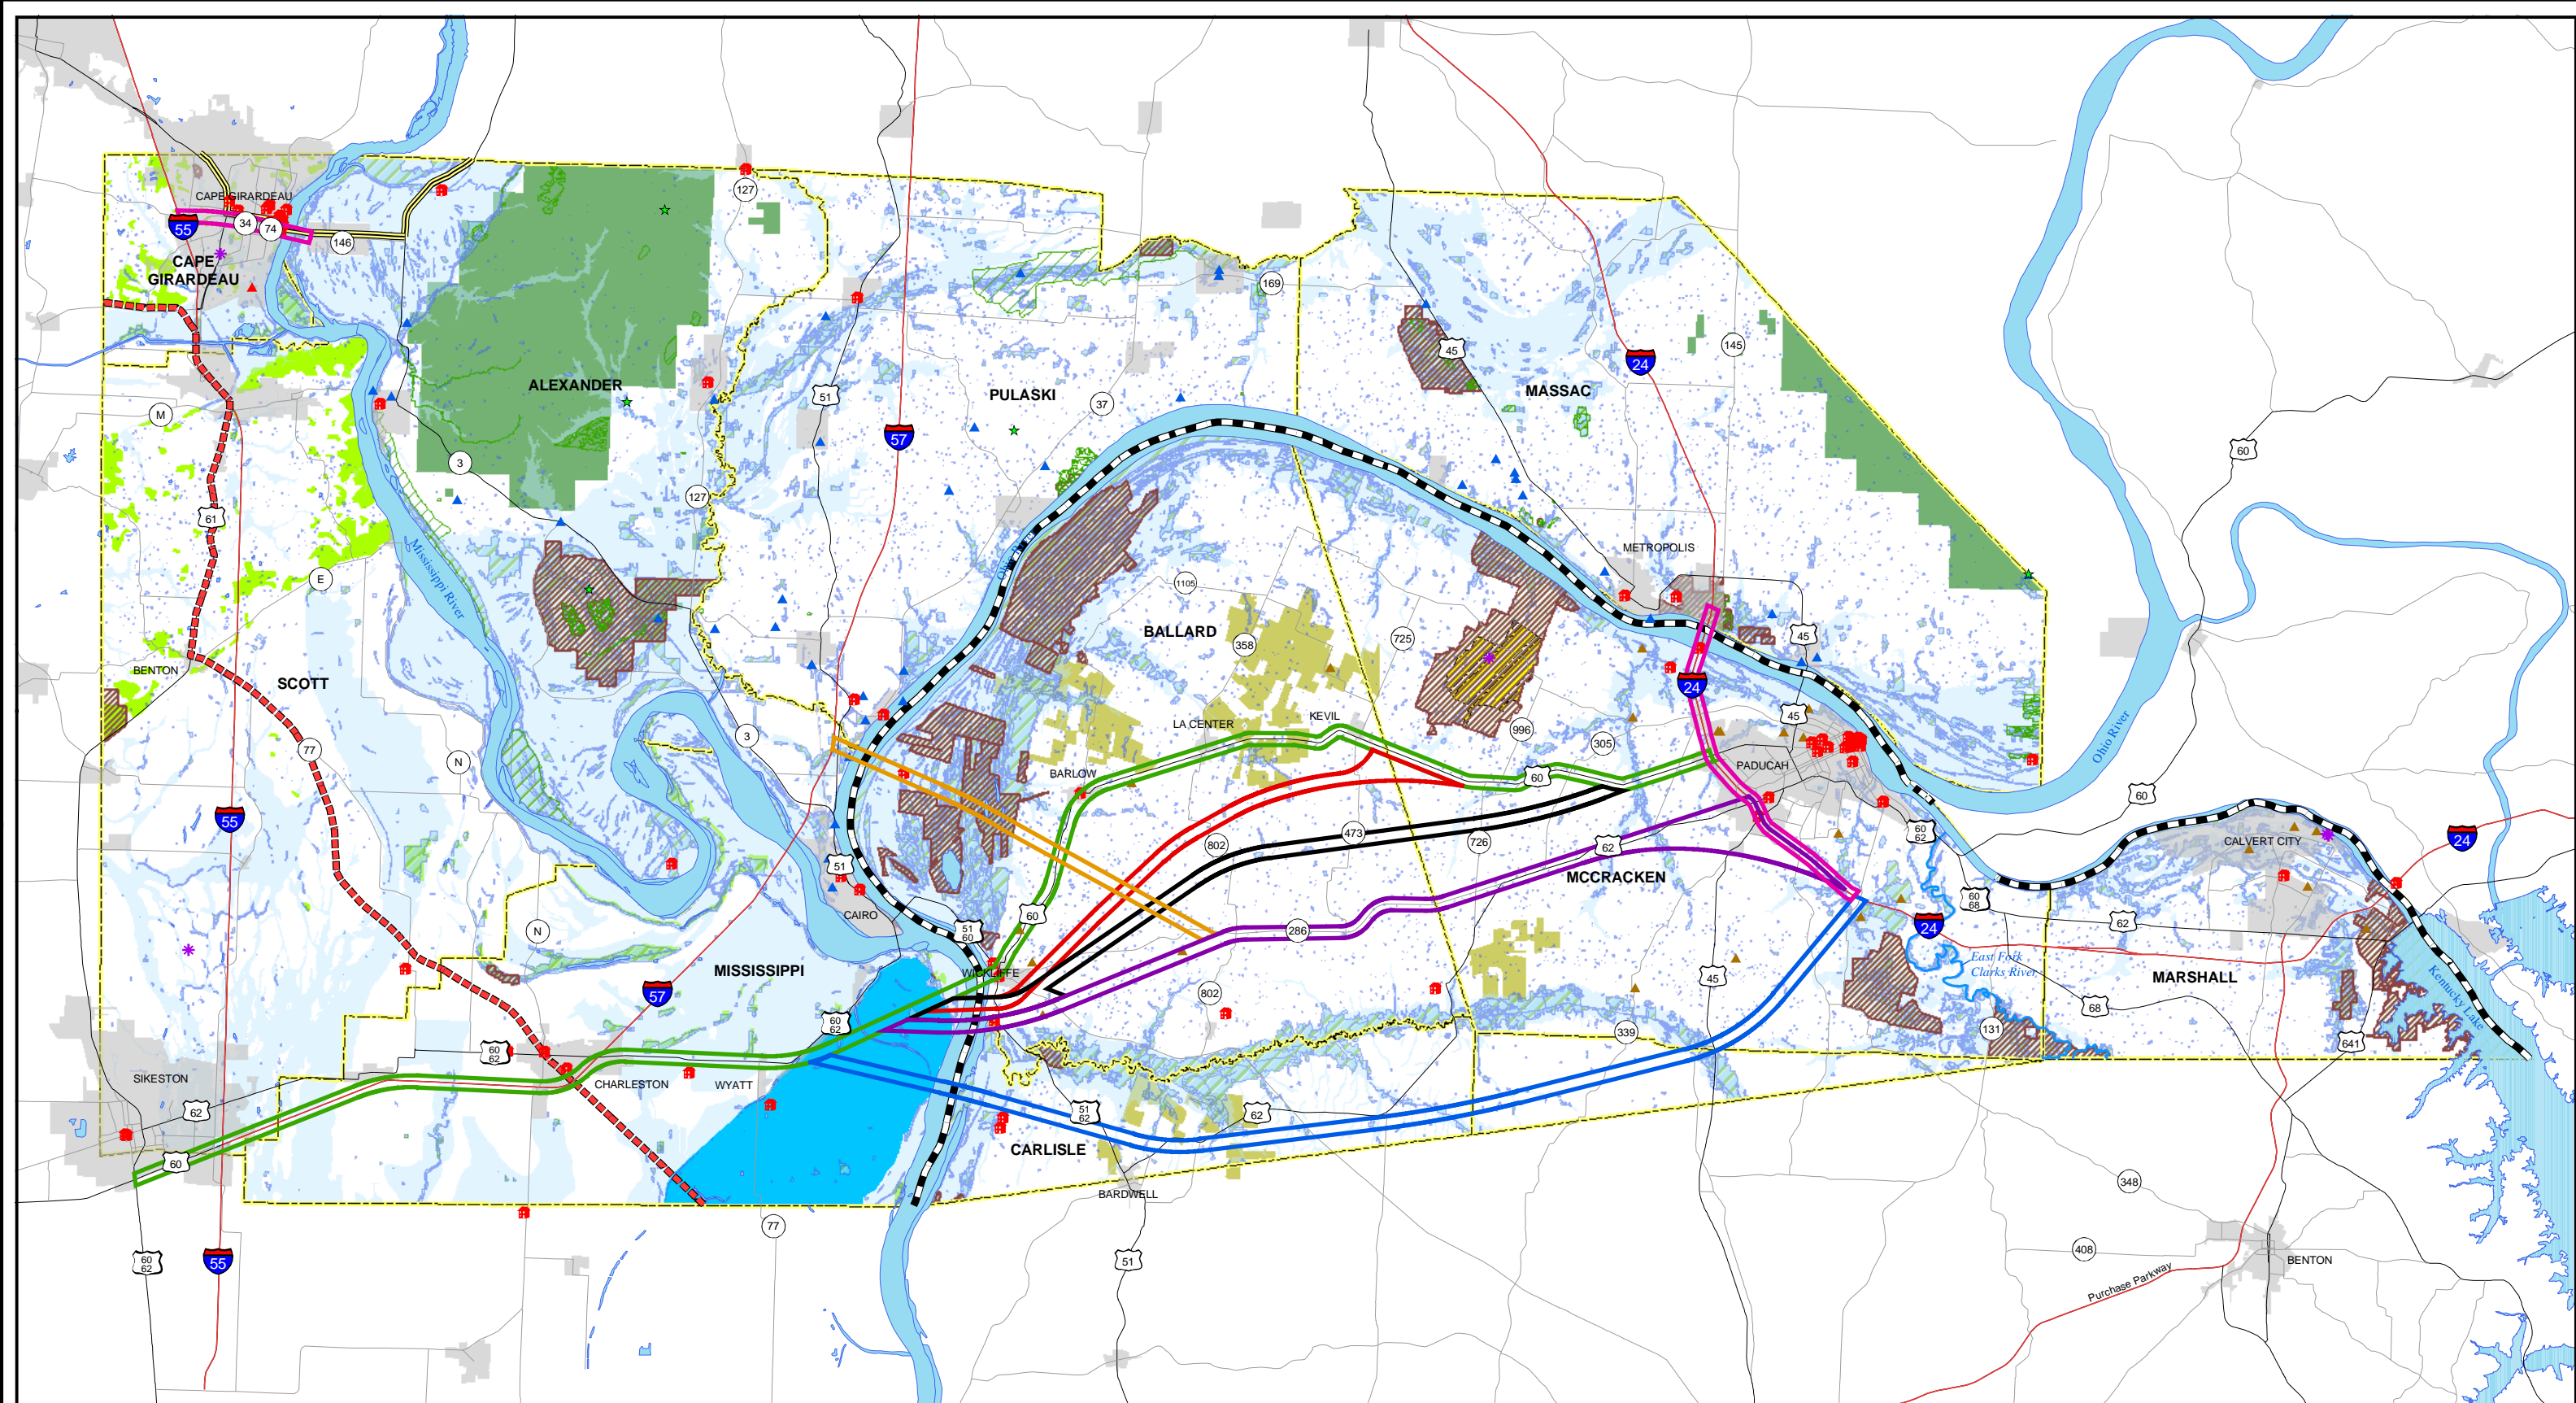 127
CAPE GIRARDEAU
34
74
55
146
CAPE
GIRARDEAU
169
45
145
24
ALEXANDER
51
PULASKI
37
MASSAC
M
57
3
60
127
61
Mississippi River
METROPOLIS
E
1105
BALLARD
358
725
45
BENTON
SCOTT
24
LA CENTER
KEVIL
45
3
77
996
305
N
BARLOW
60
PADUCAH
Ohio River
60
55
473
802
726
62
60
62
CALVERT CITY
24
51
MCCRACKEN
CAIRO
60
60
68
N
51
60
286
62
24
WICKLIFFE
MISSISSIPPI
East Fork
Clarks River
45
MARSHALL
57
802
Kentucky Lake
68
60
62
339
131
641
60
62
SIKESTON
CHARLESTON
WYATT
62
51
62
62
CARLISLE
60
BARDWELL
348
77
408
60
62
55
51
BENTON
Purchase Parkway